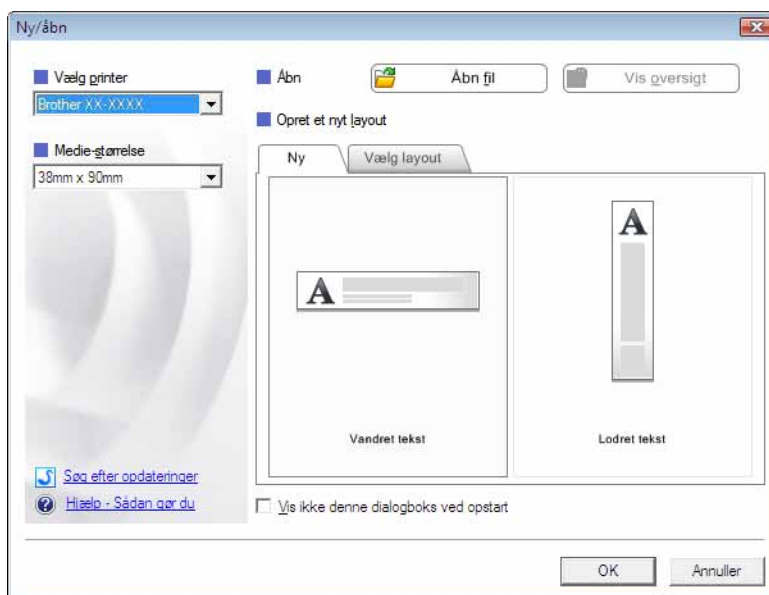 Ny/åbn
Vælg printer
Brother XX-XXXX
Medie-størrelse
38mm x 90mm
Søg efter opdateringer
Hjælp - Sådan gør du
Åbn
Åbn fil
Vis oversigt
Opret et nyt layout
Ny
Vælg layout
A
Vandret tekst
A
Lodret tekst
Vis ikke denne dialogboks ved opstart
OK
Annuller